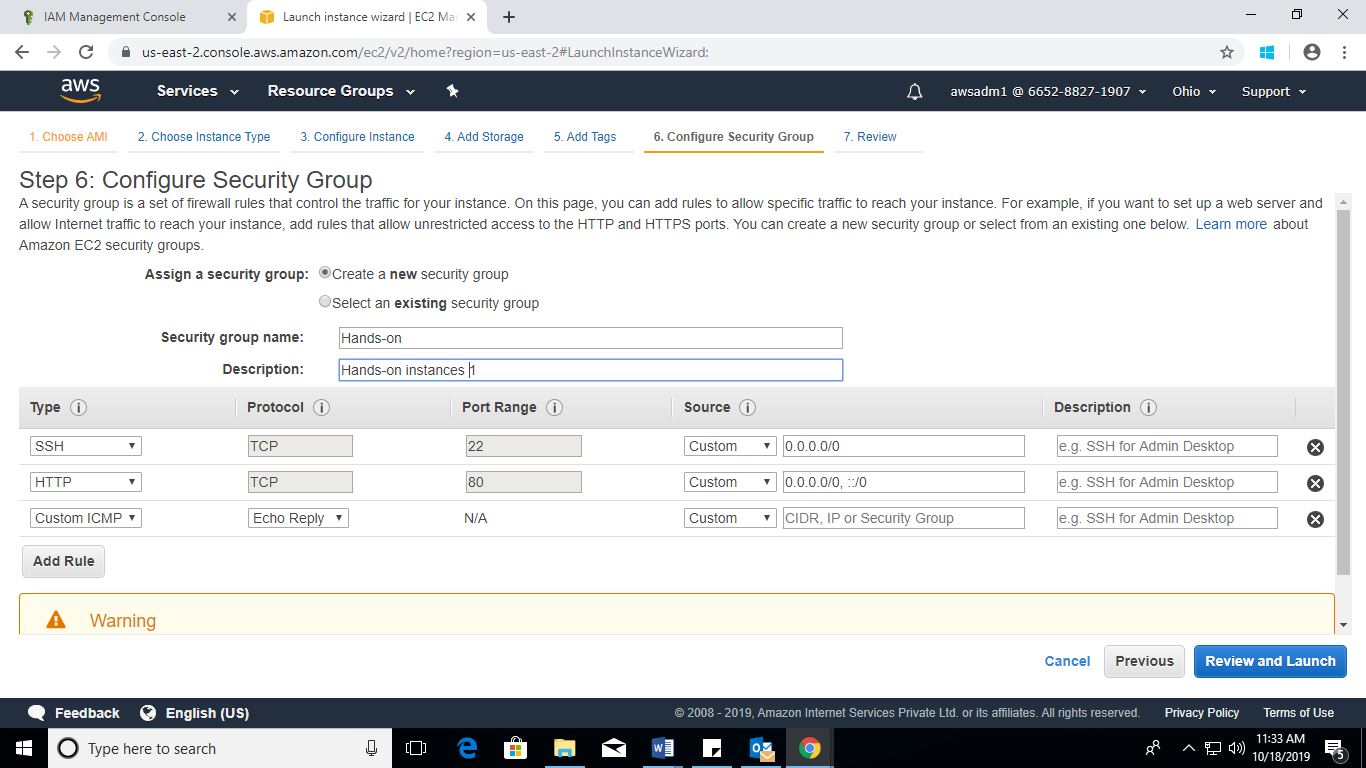 IAM Management Console
Launch instance wizard | EC2 Ma
us-east-2.console.aws.amazon.com/ec2/v2/home?region=us-east-2#LaunchInstanceWizard:
aws Services Resource Groups awsadm1 @ 6652-8827-1907 Ohio Support
1. Choose AMI 2. Choose Instance Type 3. Configure Instance 4. Add Storage 5. Add Tags 6. Configure Security Group 7. Review
Step 6: Configure Security Group
A security group is a set of firewall rules that control the traffic for your instance. On this page, you can add rules to allow specific traffic to reach your instance. For example, if you want to set up a web server and
allow Internet traffic to reach your instance, add rules that allow unrestricted access to the HTTP and HTTPS ports. You can create a new security group or select from an existing one below. Learn more about
Amazon EC2 security groups.
Assign a security group: Create a new security group
Select an existing security group
Security group name: Hands-on
Description: Hands-on instances 1
Type i Protocol i Port Range i Source i Description i
SSH TCP 22 Custom 0.0.0.0/0 e.g. SSH for Admin Desktop
HTTP TCP 80 Custom 0.0.0.0/0, ::/0 e.g. SSH for Admin Desktop
Custom ICMP Echo Reply N/A Custom CIDR, IP or Security Group e.g. SSH for Admin Desktop
Add Rule
Warning
Cancel Previous Review and Launch
Feedback English (US) © 2008 - 2019, Amazon Internet Services Private Ltd. or its affiliates. All rights reserved. Privacy Policy Terms of Use
Type here to search
11:33 AM
10/18/2019
5